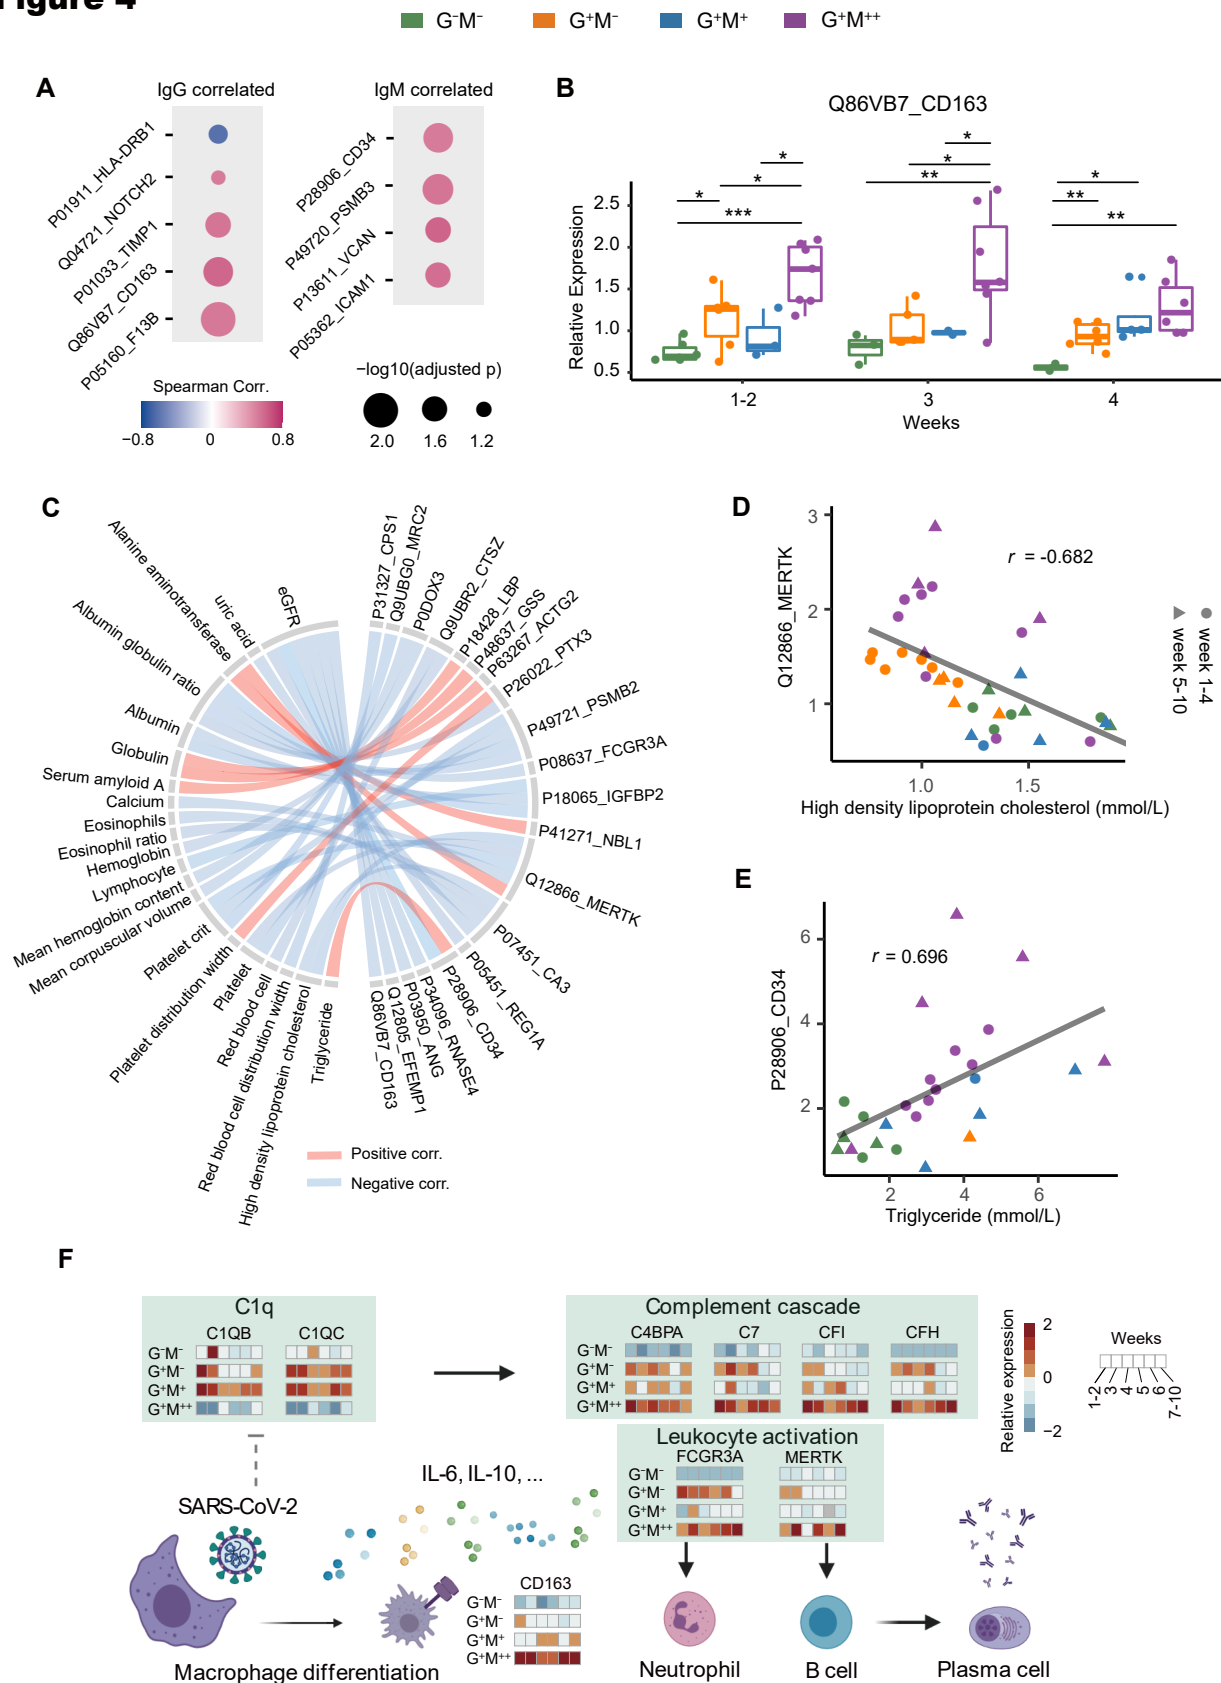 Figure 4
G⁻M⁻ G⁺M⁻ G⁺M⁺ G⁺M⁺⁺
A
IgG correlated
P01911_HLA-DRB1
Q04721_NOTCH2
P01033_TIMP1
Q86VB7_CD163
P05160_F13B
IgM correlated
P28906_CD34
P49720_PSMB3
P13611_VCAN
P05362_ICAM1
Spearman Corr.
−0.8 0 0.8
−log10(adjusted p)
2.0 1.6 1.2
B
Q86VB7_CD163
Relative Expression
2.5
2.0
1.5
1.0
0.5
* * * ***
* * **
* ** **
1-2 3 4
Weeks
C
eGFR
uric acid
Alanine aminotransferase
Albumin globulin ratio
Albumin
Globulin
Serum amyloid A
Calcium
Eosinophils
Eosinophil ratio
Hemoglobin
Lymphocyte
Mean hemoglobin content
Mean corpuscular volume
Platelet crit
Platelet distribution width
Platelet
Red blood cell
Red blood cell distribution width
High density lipoprotein cholesterol
Triglyceride
P31327_CPS1
Q9UBG0_MRC2
P0DOX3
Q9UBR2_CTSZ
P18428_LBP
P48637_GSS
P63267_ACTG2
P26022_PTX3
P49721_PSMB2
P08637_FCGR3A
P18065_IGFBP2
P41271_NBL1
Q12866_MERTK
P07451_CA3
P05451_REG1A
P28906_CD34
P34096_RNASE4
P03950_ANG
Q12805_EFEMP1
Q86VB7_CD163
Positive corr.
Negative corr.
D
Q12866_MERTK
3
2
1
r = -0.682
1.0 1.5
High density lipoprotein cholesterol (mmol/L)
week 1-4
week 5-10
E
P28906_CD34
6
4
2
r = 0.696
2 4 6
Triglyceride (mmol/L)
F
C1q
C1QB C1QC
G⁻M⁻
G⁺M⁻
G⁺M⁺
G⁺M⁺⁺
Complement cascade
C4BPA C7 CFI CFH
G⁻M⁻
G⁺M⁻
G⁺M⁺
G⁺M⁺⁺
Relative expression
2
0
−2
Weeks
1-2 3 4 5 6 7-10
Leukocyte activation
FCGR3A MERTK
G⁻M⁻
G⁺M⁻
G⁺M⁺
G⁺M⁺⁺
IL-6, IL-10, ...
SARS-CoV-2
CD163
G⁻M⁻
G⁺M⁻
G⁺M⁺
G⁺M⁺⁺
Macrophage differentiation
Neutrophil
B cell
Plasma cell